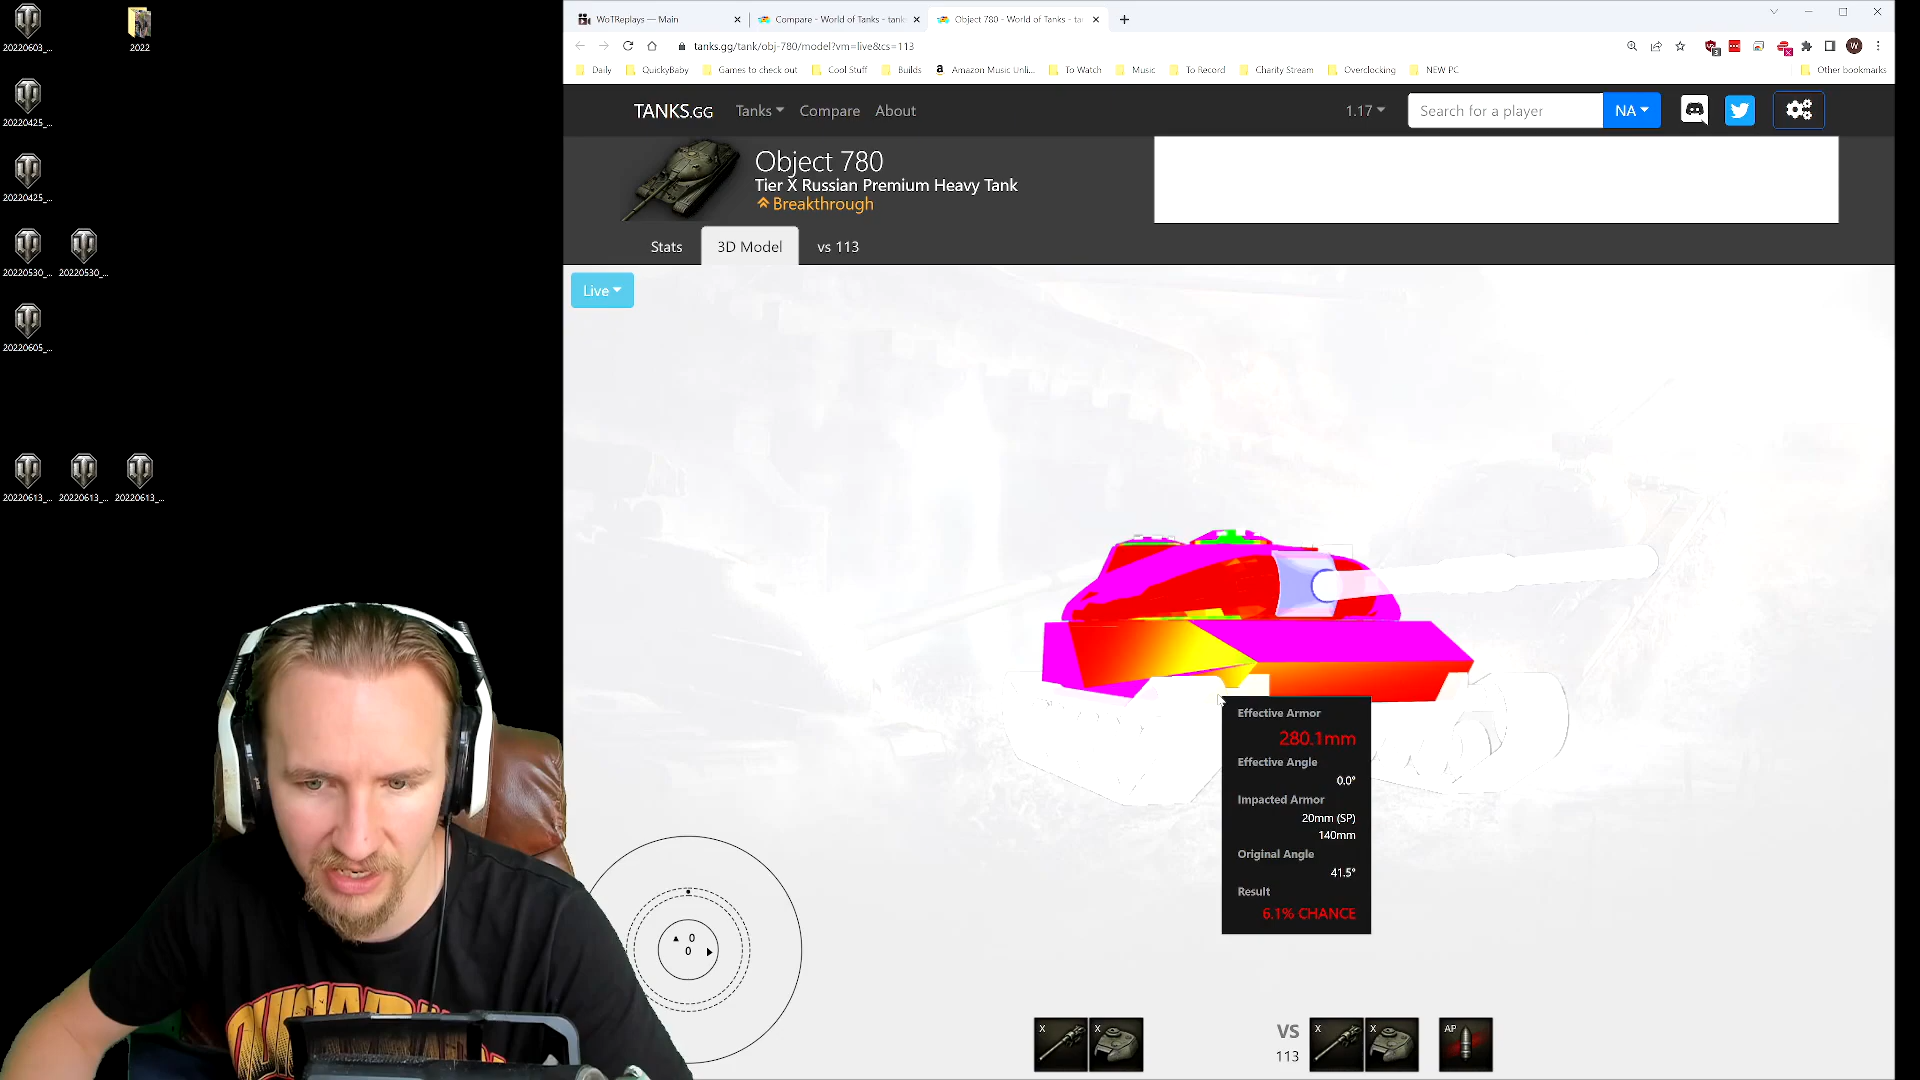 20220603_...
2022
20220425_...
20220425_...
20220530_...
20220530_...
20220605_...
20220613_...
20220613_...
20220613_...
WoTReplays — Main
Compare - World of Tanks - tank
Object 780 - World of Tanks - ta
tanks.gg/tank/obj-780/model?vm=live&cs=113
W
Daily
QuickyBaby
Games to check out
Cool Stuff
Builds
Amazon Music Unli...
To Watch
Music
To Record
Charity Stream
Overclocking
NEW PC
Other bookmarks
TANKS.GG
Tanks
Compare
About
1.17
Search for a player
NA
Object 780
Tier X Russian Premium Heavy Tank
Breakthrough
Stats
3D Model
vs 113
Live
Effective Armor
280.1mm
Effective Angle
0.0°
Impacted Armor
20mm (SP)
140mm
Original Angle
41.5°
Result
6.1% CHANCE
0
0
X
X
VS
113
X
X
AP